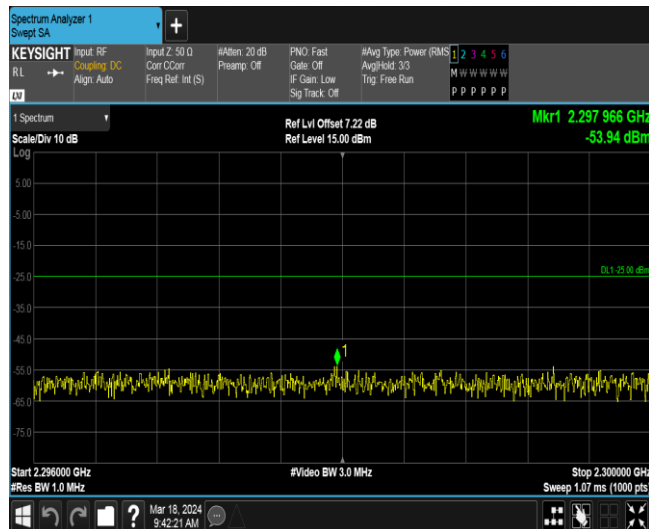 Spectrum Analyzer 1
Swept SA
+
KEYSIGHT
RL
LXI
Input: RF
Coupling: DC
Align: Auto
Input Z: 50 Ω
Corr CCorr
Freq Ref: Int (S)
#Atten: 20 dB
Preamp: Off
PNO: Fast
Gate: Off
IF Gain: Low
Sig Track: Off
#Avg Type: Power (RMS
Avg|Hold: 3/3
Trig: Free Run
1 2 3 4 5 6
M W W W W W
P P P P P P
1 Spectrum
Scale/Div 10 dB
Log
Ref Lvl Offset 7.22 dB
Ref Level 15.00 dBm
Mkr1 2.297 966 GHz
-53.94 dBm
5.00
-5.00
-15.0
-25.0
-35.0
-45.0
-55.0
-65.0
-75.0
DL1 -25.00 dBm
1
Start 2.296000 GHz
#Res BW 1.0 MHz
#Video BW 3.0 MHz
Stop 2.300000 GHz
Sweep 1.07 ms (1000 pts)
?
Mar 18, 2024
9:42:21 AM